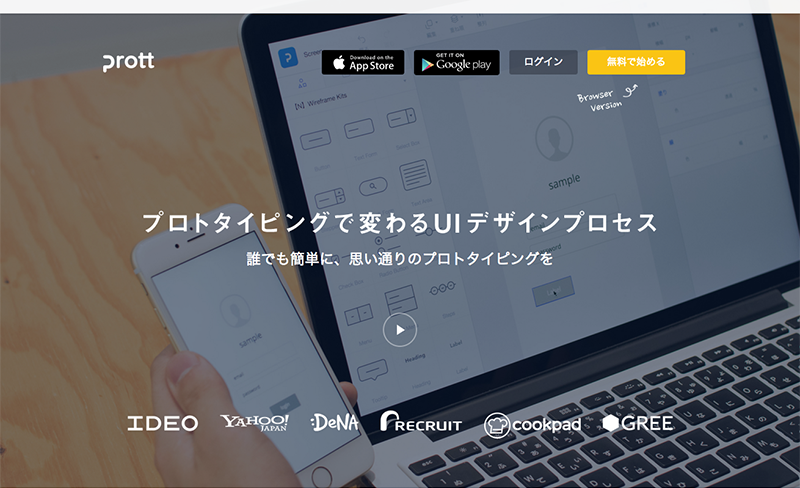 prott
Download on the
App Store
GET IT ON
Google play
ログイン
無料で始める
Browser
Version
Wireframe Kits
sample
プロトタイピングで変わるUIデザインプロセス
誰でも簡単に、思い通りのプロトタイピングを
sample
Heading
Label
IDEO
YAHOO!
JAPAN
:DeNA
RECRUIT
cookpad
GREE